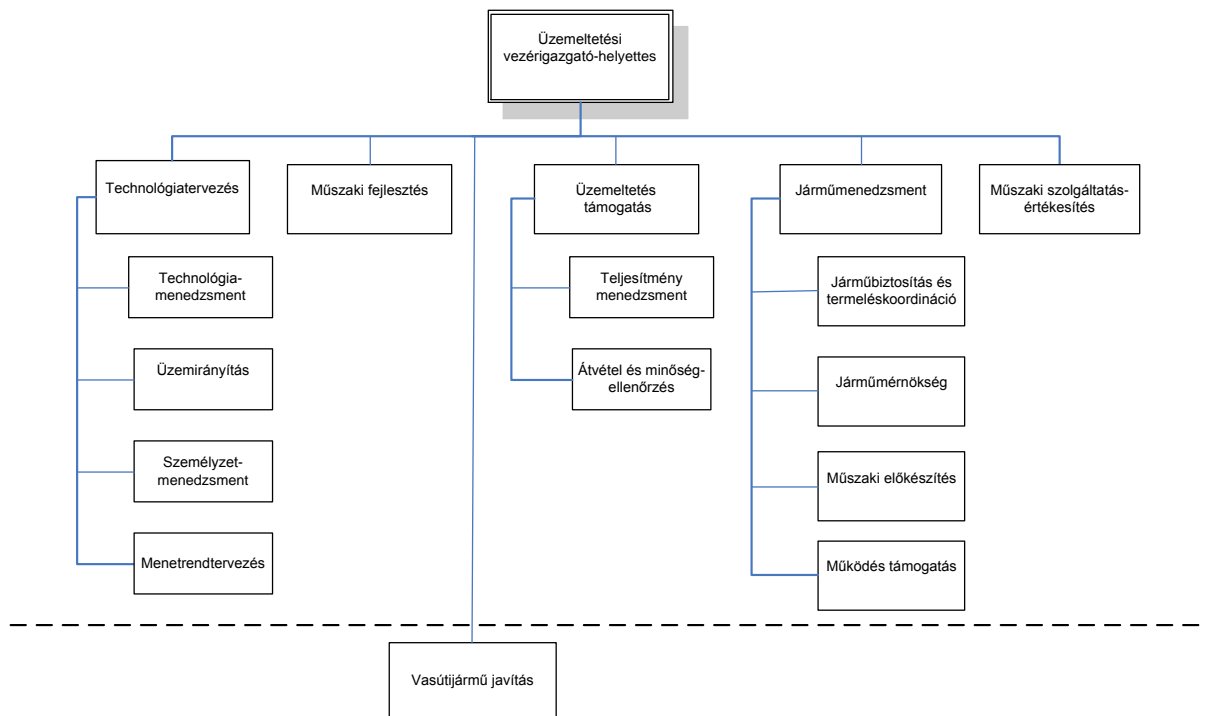 Üzemeltetési
vezérigazgató-helyettes
Technológiatervezés
Műszaki fejlesztés
Üzemeltetés
támogatás
Járműmenedzsment
Műszaki szolgáltatás-
értékesítés
Technológia-
menedzsment
Üzemirányítás
Személyzet-
menedzsment
Menetrendtervezés
Teljesítmény
menedzsment
Átvétel és minőség-
ellenőrzés
Járműbiztosítás és
termeléskoordináció
Járműmérnökség
Műszaki előkészítés
Működés támogatás
Vasútijármű javítás